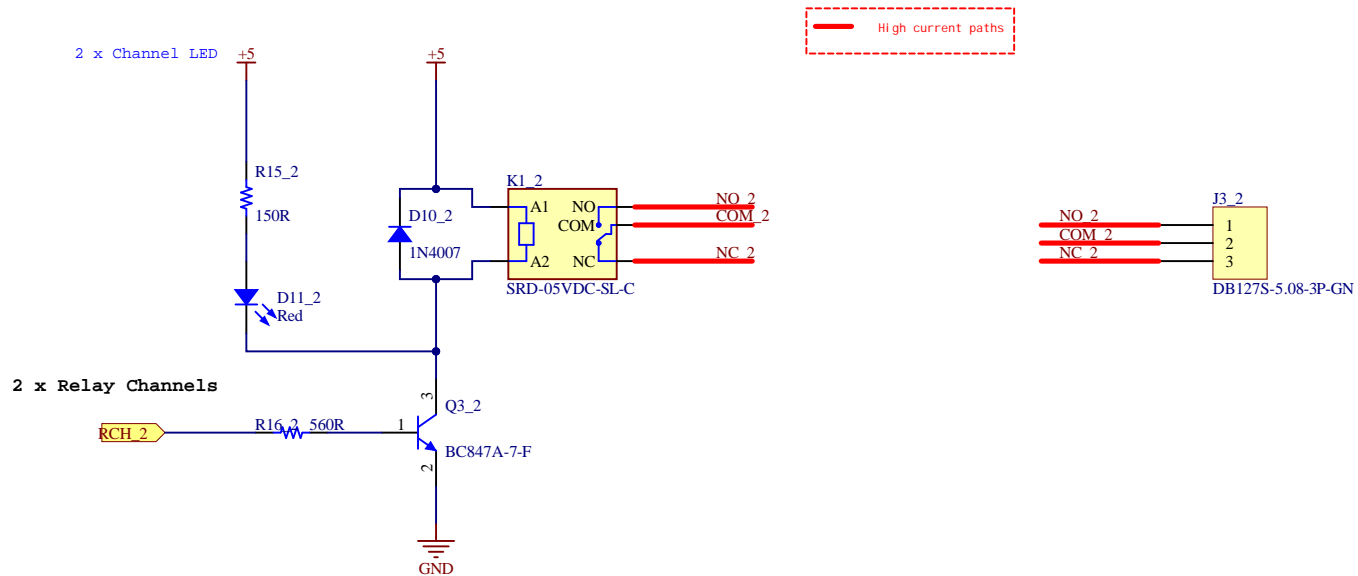 High current paths
2 x Channel LED
+5
+5
R15_2
150R
D10_2
1N4007
K1_2
A1
A2
NO
COM
NC
SRD-05VDC-SL-C
NO_2
COM_2
NC_2
NO_2
COM_2
NC_2
J3_2
1
2
3
DB127S-5.08-3P-GN
D11_2
Red
2 x Relay Channels
RCH_2
R16_2 560R
1
3
2
Q3_2
BC847A-7-F
GND